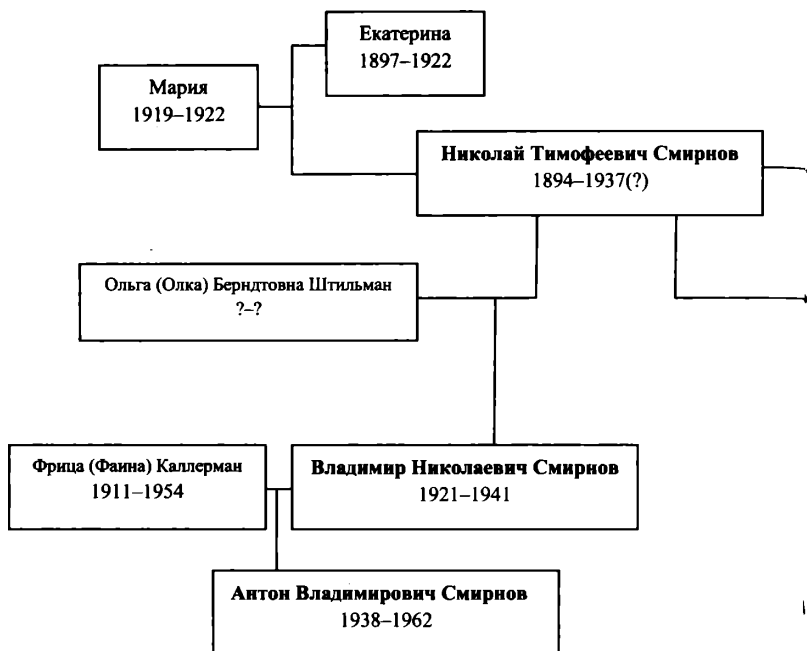 Екатерина
1897–1922
Мария
1919–1922
Николай Тимофеевич Смирнов
1894–1937(?)
Ольга (Олка) Берндтовна Штильман
?–?
Фрица (Фаина) Каллерман
1911–1954
Владимир Николаевич Смирнов
1921–1941
Антон Владимирович Смирнов
1938–1962